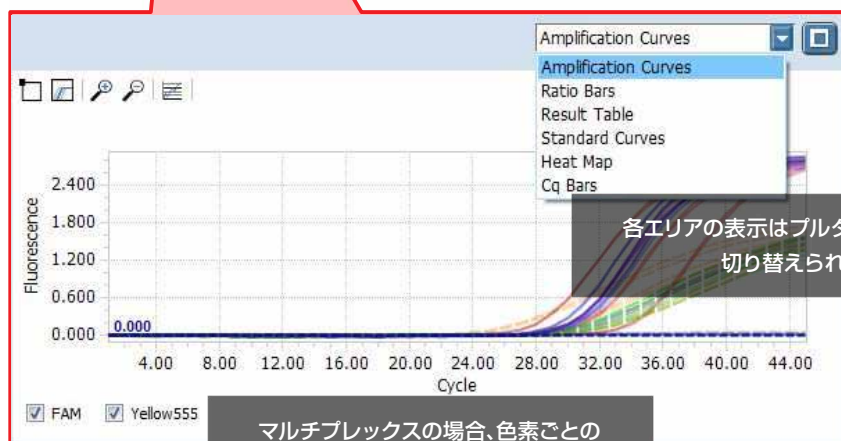 Amplification Curves
Amplification Curves
Ratio Bars
Result Table
Standard Curves
Heat Map
Cq Bars
2.400
1.800
1.200
0.600
0.000
Fluorescence
0.000
各エリアの表示はプルダ
切り替えられ
4.00 8.00 12.00 16.00 20.00 24.00 28.00 32.00 36.00 40.00 44.00
Cycle
FAM Yellow555
マルチプレックスの場合、色素ごとの